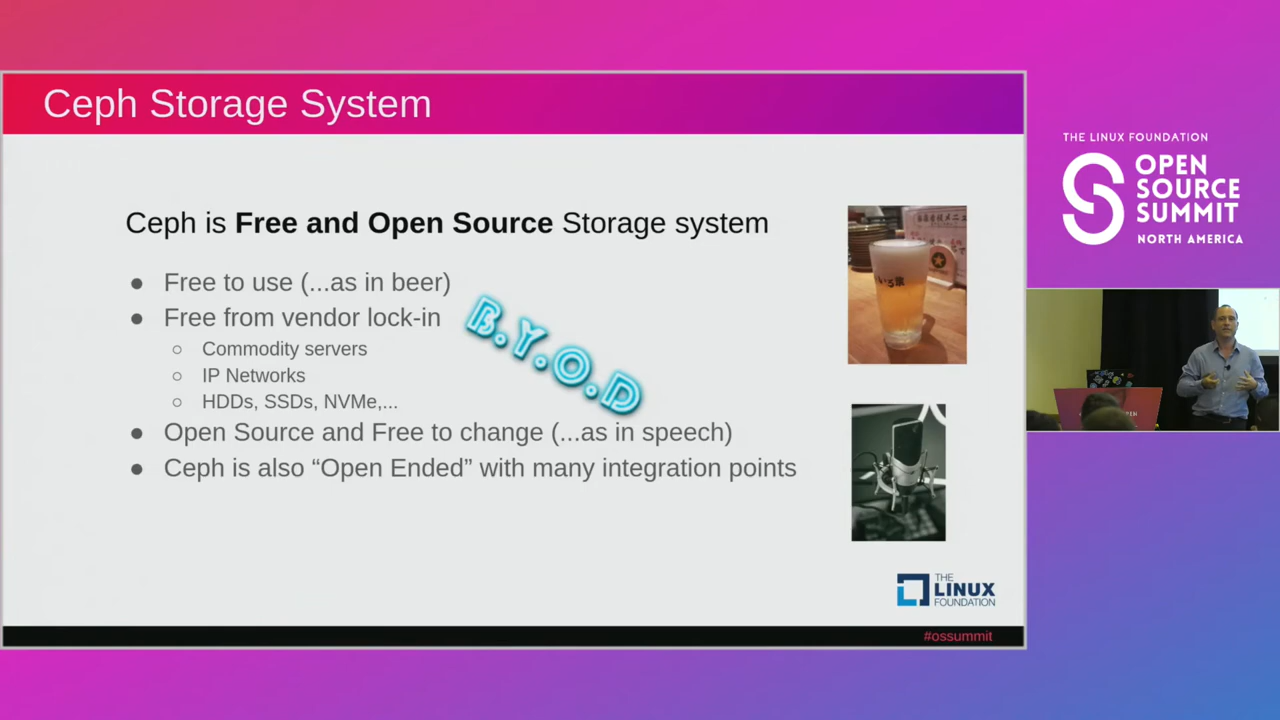 Ceph Storage System
Ceph is Free and Open Source Storage system
● Free to use (...as in beer)
● Free from vendor lock-in
○ Commodity servers
○ IP Networks
○ HDDs, SSDs, NVMe,...
B.Y.O.D
● Open Source and Free to change (...as in speech)
● Ceph is also “Open Ended” with many integration points
THE
LINUX
FOUNDATION
#ossummit
THE LINUX FOUNDATION
OPEN
SOURCE
SUMMIT
NORTH AMERICA